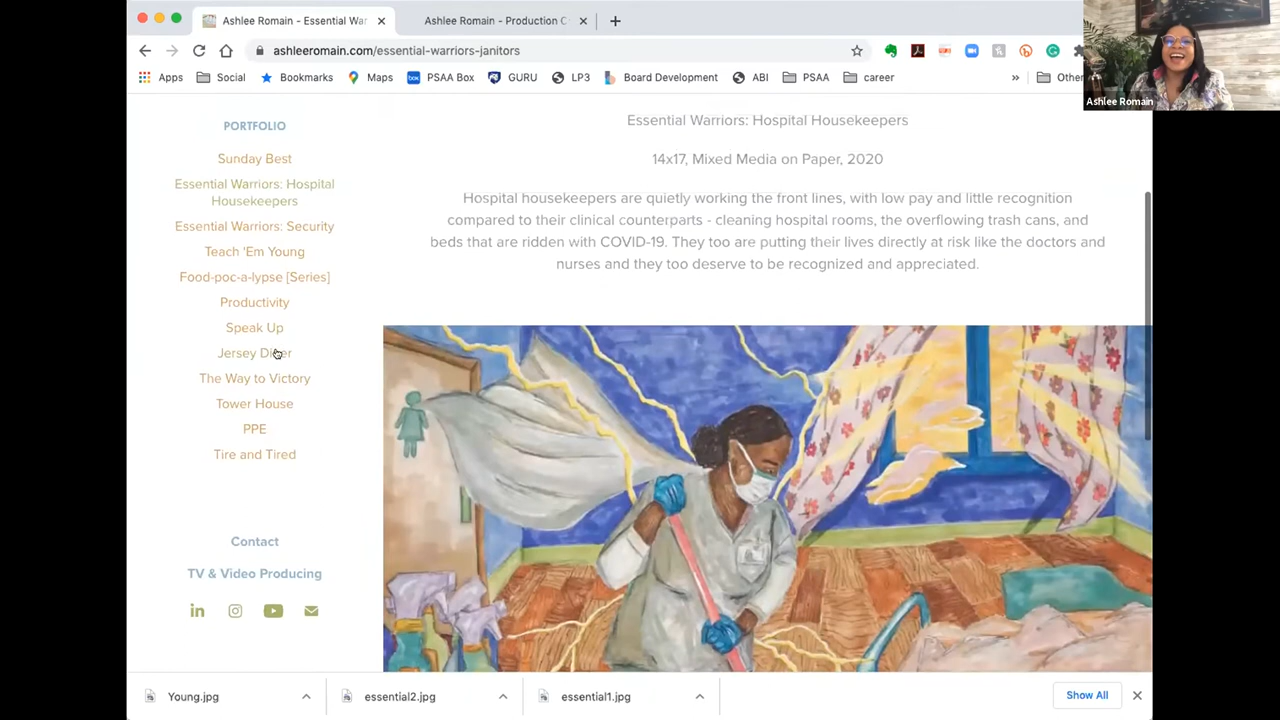 Ashlee Romain - Essential War
Ashlee Romain - Production C
ashleeromain.com/essential-warriors-janitors
Apps
Social
Bookmarks
Maps
PSAA Box
GURU
LP3
Board Development
ABI
PSAA
career
»
Other
Ashlee Romain
PORTFOLIO
Sunday Best
Essential Warriors: Hospital
Housekeepers
Essential Warriors: Security
Teach 'Em Young
Food-poc-a-lypse [Series]
Productivity
Speak Up
Jersey Diner
The Way to Victory
Tower House
PPE
Tire and Tired
Contact
TV & Video Producing
Essential Warriors: Hospital Housekeepers
14x17, Mixed Media on Paper, 2020
Hospital housekeepers are quietly working the front lines, with low pay and little recognition
compared to their clinical counterparts - cleaning hospital rooms, the overflowing trash cans, and
beds that are ridden with COVID-19. They too are putting their lives directly at risk like the doctors and
nurses and they too deserve to be recognized and appreciated.
Young.jpg
essential2.jpg
essential1.jpg
Show All